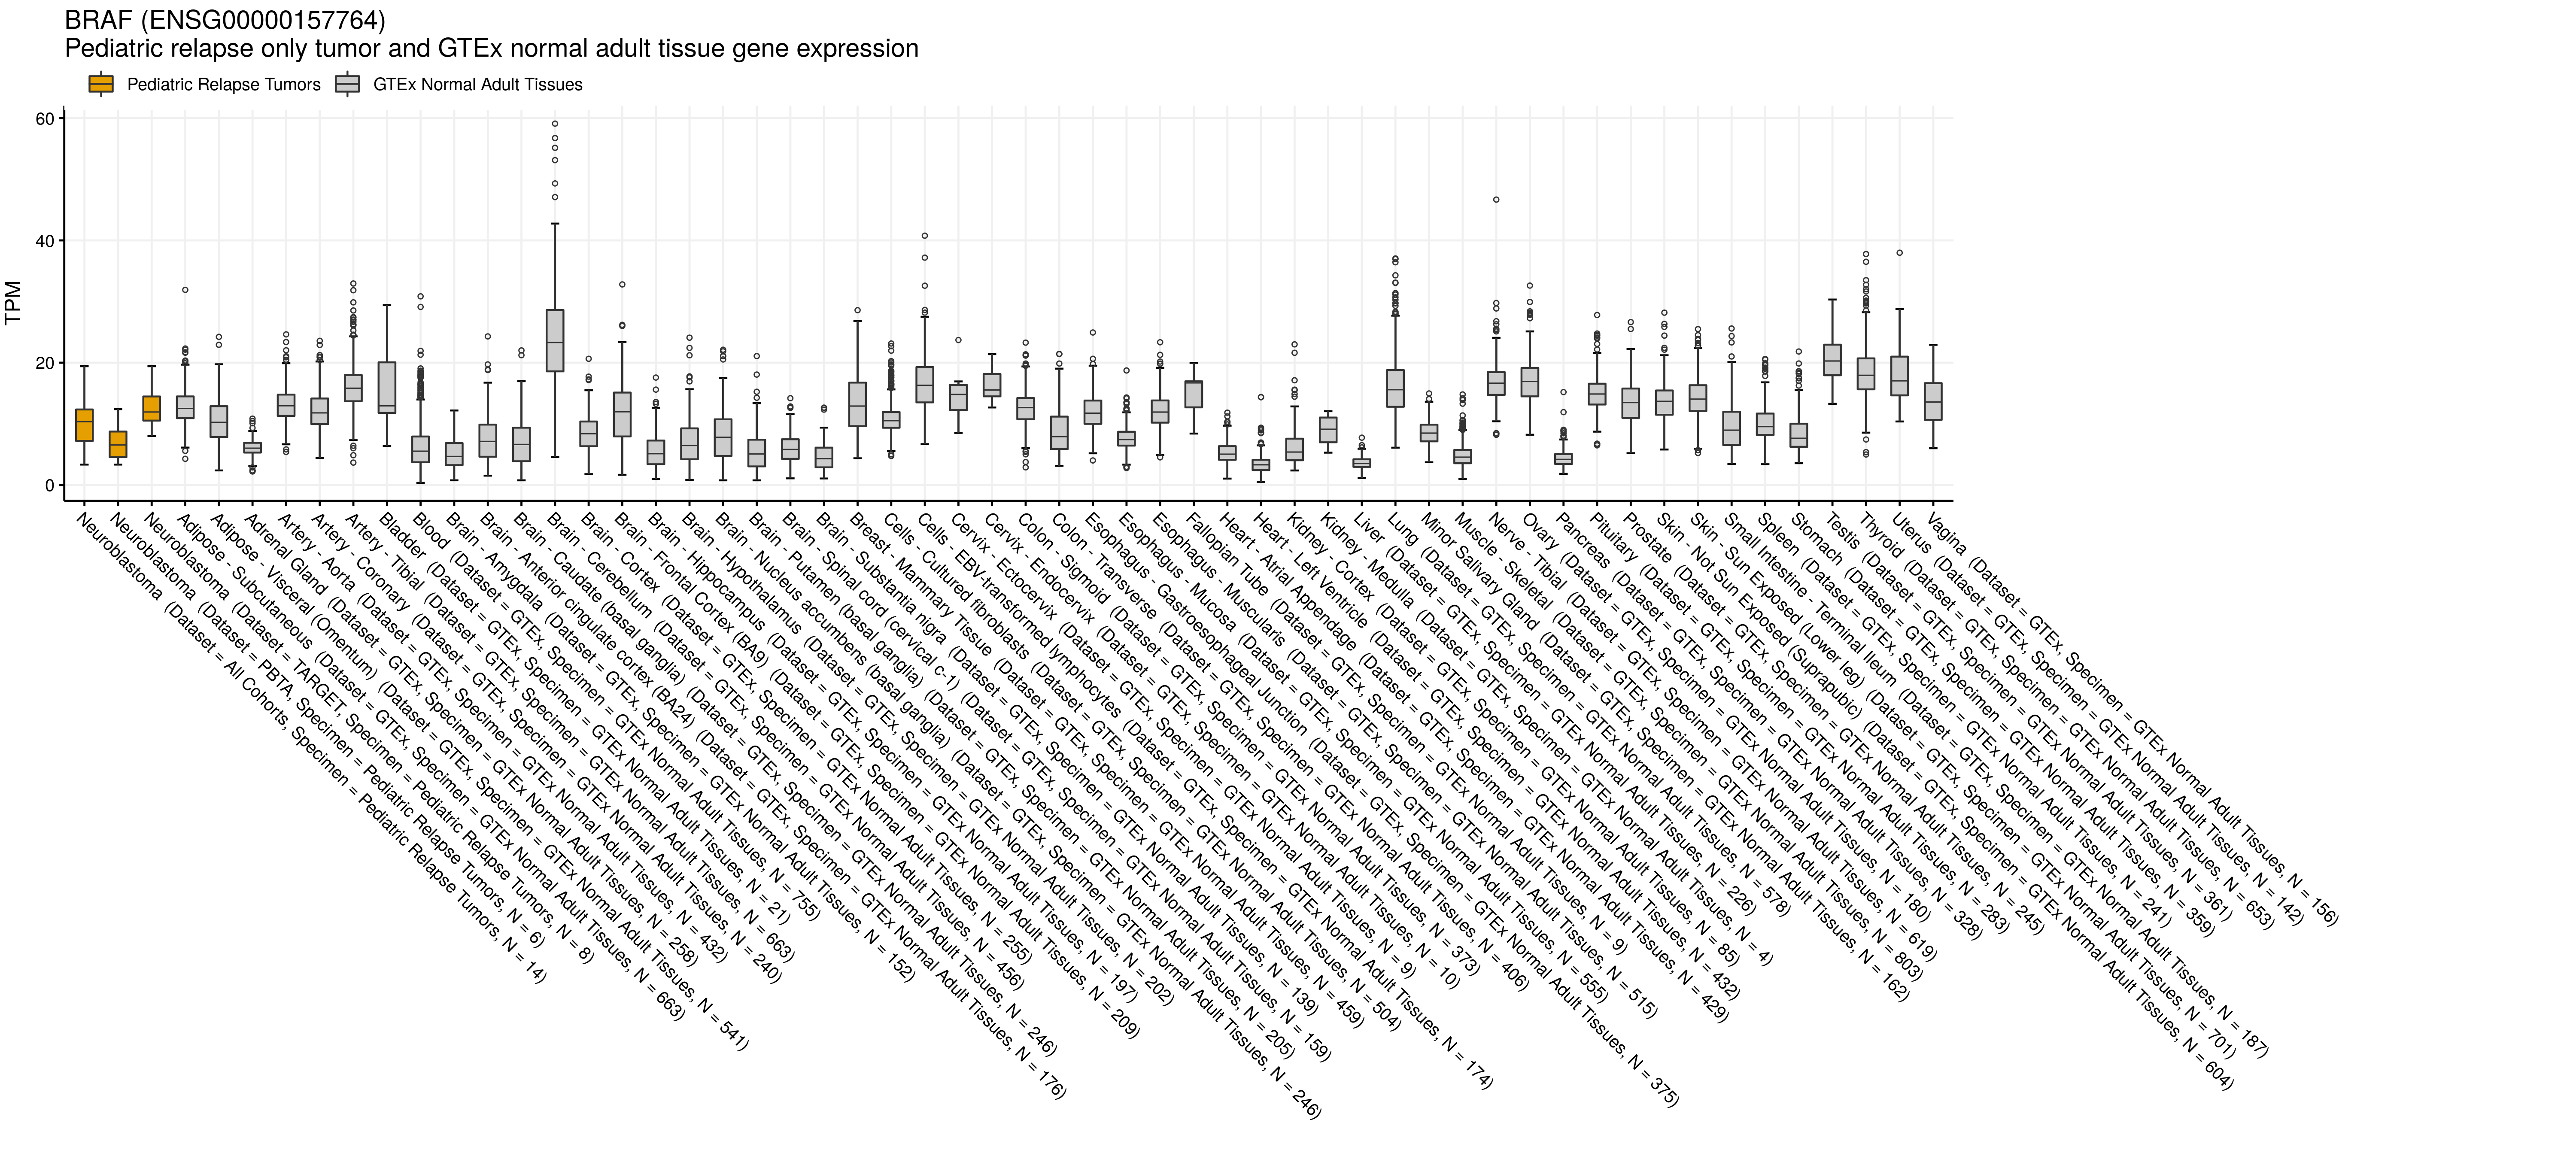 BRAF (ENSG00000157764)
Pediatric relapse only tumor and GTEx normal adult tissue gene expression
Pediatric Relapse Tumors
GTEx Normal Adult Tissues
TPM
60
40
20
0
Neuroblastoma (Dataset = All Cohorts, Specimen = Pediatric Relapse Tumors, N = 14)
Neuroblastoma (Dataset = PBTA, Specimen = Pediatric Relapse Tumors, N = 6)
Neuroblastoma (Dataset = TARGET, Specimen = Pediatric Relapse Tumors, N = 8)
Adipose - Subcutaneous (Dataset = GTEx, Specimen = GTEx Normal Adult Tissues, N = 663)
Adipose - Visceral (Omentum) (Dataset = GTEx, Specimen = GTEx Normal Adult Tissues, N = 541)
Adrenal Gland (Dataset = GTEx, Specimen = GTEx Normal Adult Tissues, N = 258)
Artery - Aorta (Dataset = GTEx, Specimen = GTEx Normal Adult Tissues, N = 432)
Artery - Coronary (Dataset = GTEx, Specimen = GTEx Normal Adult Tissues, N = 240)
Artery - Tibial (Dataset = GTEx, Specimen = GTEx Normal Adult Tissues, N = 663)
Bladder (Dataset = GTEx, Specimen = GTEx Normal Adult Tissues, N = 21)
Blood (Dataset = GTEx, Specimen = GTEx Normal Adult Tissues, N = 755)
Brain - Amygdala (Dataset = GTEx, Specimen = GTEx Normal Adult Tissues, N = 152)
Brain - Anterior cingulate cortex (BA24) (Dataset = GTEx, Specimen = GTEx Normal Adult Tissues, N = 176)
Brain - Caudate (basal ganglia) (Dataset = GTEx, Specimen = GTEx Normal Adult Tissues, N = 246)
Brain - Cerebellum (Dataset = GTEx, Specimen = GTEx Normal Adult Tissues, N = 456)
Brain - Cortex (Dataset = GTEx, Specimen = GTEx Normal Adult Tissues, N = 255)
Brain - Frontal Cortex (BA9) (Dataset = GTEx, Specimen = GTEx Normal Adult Tissues, N = 209)
Brain - Hippocampus (Dataset = GTEx, Specimen = GTEx Normal Adult Tissues, N = 197)
Brain - Hypothalamus (Dataset = GTEx, Specimen = GTEx Normal Adult Tissues, N = 202)
Brain - Nucleus accumbens (basal ganglia) (Dataset = GTEx, Specimen = GTEx Normal Adult Tissues, N = 246)
Brain - Putamen (basal ganglia) (Dataset = GTEx, Specimen = GTEx Normal Adult Tissues, N = 205)
Brain - Spinal cord (cervical c-1) (Dataset = GTEx, Specimen = GTEx Normal Adult Tissues, N = 159)
Brain - Substantia nigra (Dataset = GTEx, Specimen = GTEx Normal Adult Tissues, N = 139)
Breast - Mammary Tissue (Dataset = GTEx, Specimen = GTEx Normal Adult Tissues, N = 459)
Cells - Cultured fibroblasts (Dataset = GTEx, Specimen = GTEx Normal Adult Tissues, N = 504)
Cells - EBV-transformed lymphocytes (Dataset = GTEx, Specimen = GTEx Normal Adult Tissues, N = 174)
Cervix - Ectocervix (Dataset = GTEx, Specimen = GTEx Normal Adult Tissues, N = 9)
Cervix - Endocervix (Dataset = GTEx, Specimen = GTEx Normal Adult Tissues, N = 10)
Colon - Sigmoid (Dataset = GTEx, Specimen = GTEx Normal Adult Tissues, N = 373)
Colon - Transverse (Dataset = GTEx, Specimen = GTEx Normal Adult Tissues, N = 406)
Esophagus - Gastroesophageal Junction (Dataset = GTEx, Specimen = GTEx Normal Adult Tissues, N = 375)
Esophagus - Mucosa (Dataset = GTEx, Specimen = GTEx Normal Adult Tissues, N = 555)
Esophagus - Muscularis (Dataset = GTEx, Specimen = GTEx Normal Adult Tissues, N = 515)
Fallopian Tube (Dataset = GTEx, Specimen = GTEx Normal Adult Tissues, N = 9)
Heart - Atrial Appendage (Dataset = GTEx, Specimen = GTEx Normal Adult Tissues, N = 429)
Heart - Left Ventricle (Dataset = GTEx, Specimen = GTEx Normal Adult Tissues, N = 432)
Kidney - Cortex (Dataset = GTEx, Specimen = GTEx Normal Adult Tissues, N = 85)
Kidney - Medulla (Dataset = GTEx, Specimen = GTEx Normal Adult Tissues, N = 4)
Liver (Dataset = GTEx, Specimen = GTEx Normal Adult Tissues, N = 226)
Lung (Dataset = GTEx, Specimen = GTEx Normal Adult Tissues, N = 578)
Minor Salivary Gland (Dataset = GTEx, Specimen = GTEx Normal Adult Tissues, N = 162)
Muscle - Skeletal (Dataset = GTEx, Specimen = GTEx Normal Adult Tissues, N = 803)
Nerve - Tibial (Dataset = GTEx, Specimen = GTEx Normal Adult Tissues, N = 619)
Ovary (Dataset = GTEx, Specimen = GTEx Normal Adult Tissues, N = 180)
Pancreas (Dataset = GTEx, Specimen = GTEx Normal Adult Tissues, N = 328)
Pituitary (Dataset = GTEx, Specimen = GTEx Normal Adult Tissues, N = 283)
Prostate (Dataset = GTEx, Specimen = GTEx Normal Adult Tissues, N = 245)
Skin - Not Sun Exposed (Suprapubic) (Dataset = GTEx, Specimen = GTEx Normal Adult Tissues, N = 604)
Skin - Sun Exposed (Lower leg) (Dataset = GTEx, Specimen = GTEx Normal Adult Tissues, N = 701)
Small Intestine - Terminal Ileum (Dataset = GTEx, Specimen = GTEx Normal Adult Tissues, N = 187)
Spleen (Dataset = GTEx, Specimen = GTEx Normal Adult Tissues, N = 241)
Stomach (Dataset = GTEx, Specimen = GTEx Normal Adult Tissues, N = 359)
Testis (Dataset = GTEx, Specimen = GTEx Normal Adult Tissues, N = 361)
Thyroid (Dataset = GTEx, Specimen = GTEx Normal Adult Tissues, N = 653)
Uterus (Dataset = GTEx, Specimen = GTEx Normal Adult Tissues, N = 142)
Vagina (Dataset = GTEx, Specimen = GTEx Normal Adult Tissues, N = 156)